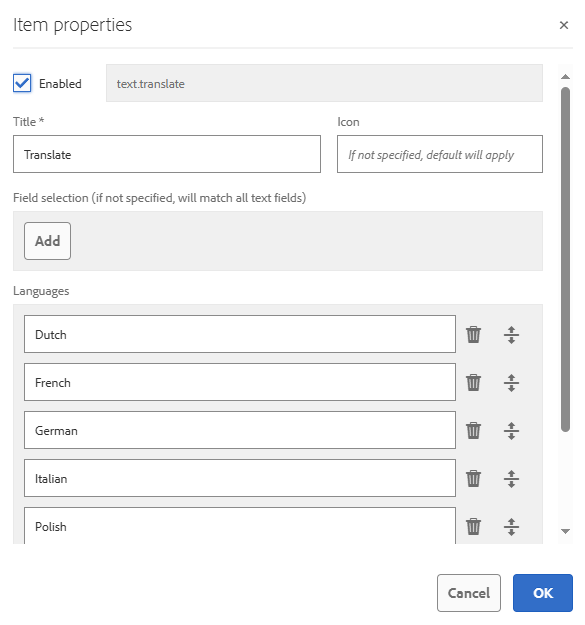 Item properties
Enabled
text.translate
Title *
Icon
Translate
If not specified, default will apply
Field selection (if not specified, will match all text fields)
Add
Languages
Dutch
French
German
Italian
Polish
Cancel
OK